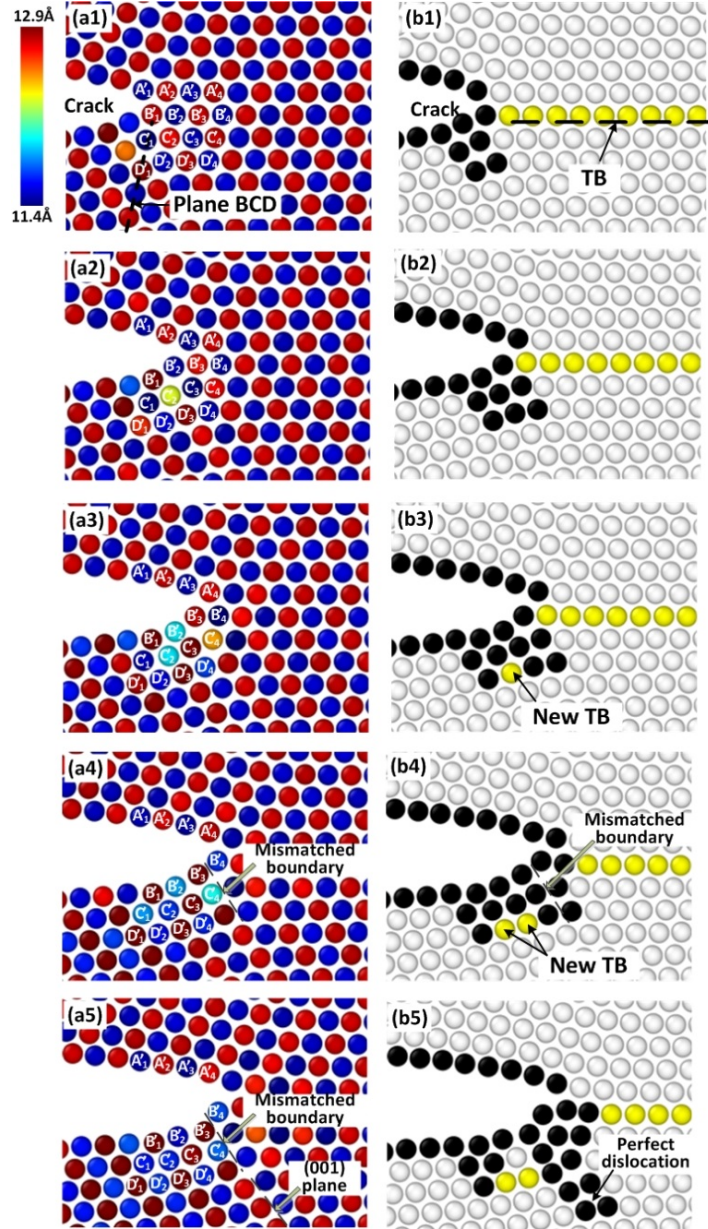 12.9Å
11.4Å
(a1)
Crack
A'1 A'2 A'3 A'4
B'1 B'2 B'3 B'4
C'1 C'2 C'3 C'4
D'1 D'2 D'3 D'4
Plane BCD
(b1)
Crack
TB
(a2)
A'1 A'2 A'3 A'4
B'1 B'2 B'3 B'4
C'1 C'2 C'3 C'4
D'1 D'2 D'3 D'4
(b2)
(a3)
A'1 A'2 A'3 A'4
B'1 B'2 B'3 B'4
C'1 C'2 C'3 C'4
D'1 D'2 D'3 D'4
(b3)
New TB
(a4)
A'1 A'2 A'3 A'4
Mismatched
boundary
B'1 B'2 B'3 B'4
C'1 C'2 C'3 C'4
D'1 D'2 D'3 D'4
(b4)
Mismatched
boundary
New TB
(a5)
A'1 A'2 A'3 A'4
Mismatched
boundary
B'1 B'2 B'3 B'4
C'1 C'2 C'3 C'4
D'1 D'2 D'3 D'4
(001)
plane
(b5)
Perfect
dislocation